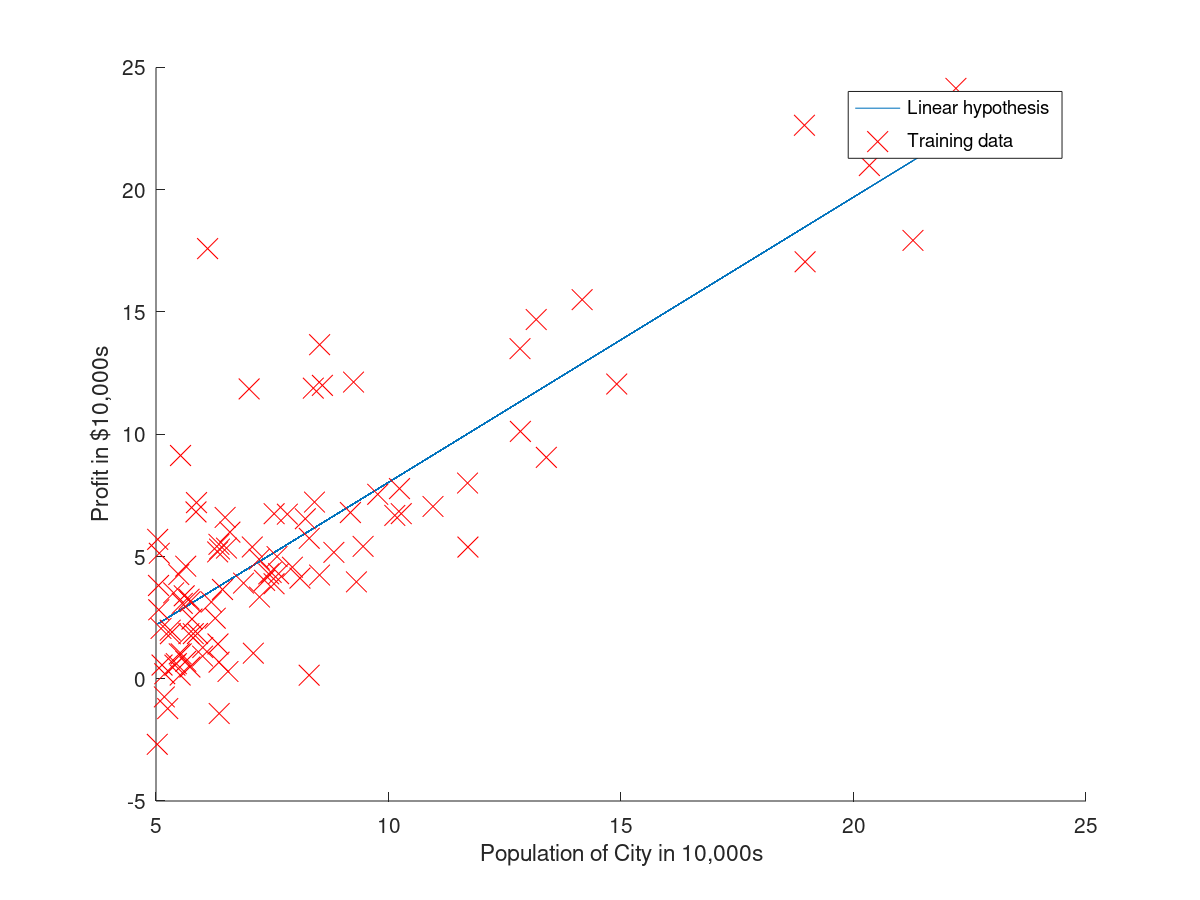 25
20
15
10
5
0
-5
Profit in $10,000s
Linear hypothesis
Training data
5 10 15 20 25
Population of City in 10,000s